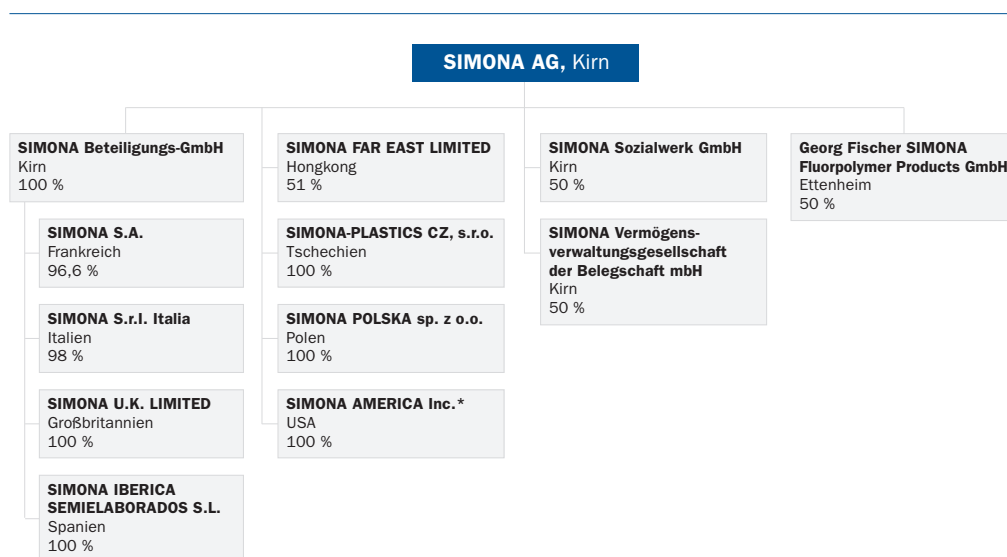 SIMONA AG, Kirn
SIMONA Beteiligungs-GmbH
Kirn
100 %
SIMONA S.A.
Frankreich
96,6 %
SIMONA S.r.l. Italia
Italien
98 %
SIMONA U.K. LIMITED
Großbritannien
100 %
SIMONA IBERICA
SEMIELABORADOS S.L.
Spanien
100 %
SIMONA FAR EAST LIMITED
Hongkong
51 %
SIMONA-PLASTICS CZ, s.r.o.
Tschechien
100 %
SIMONA POLSKA sp. z o.o.
Polen
100 %
SIMONA AMERICA Inc.*
USA
100 %
SIMONA Sozialwerk GmbH
Kirn
50 %
SIMONA Vermögens-
verwaltungsgesellschaft
der Belegschaft mbH
Kirn
50 %
Georg Fischer SIMONA
Fluorpolymer Products GmbH
Ettenheim
50 %